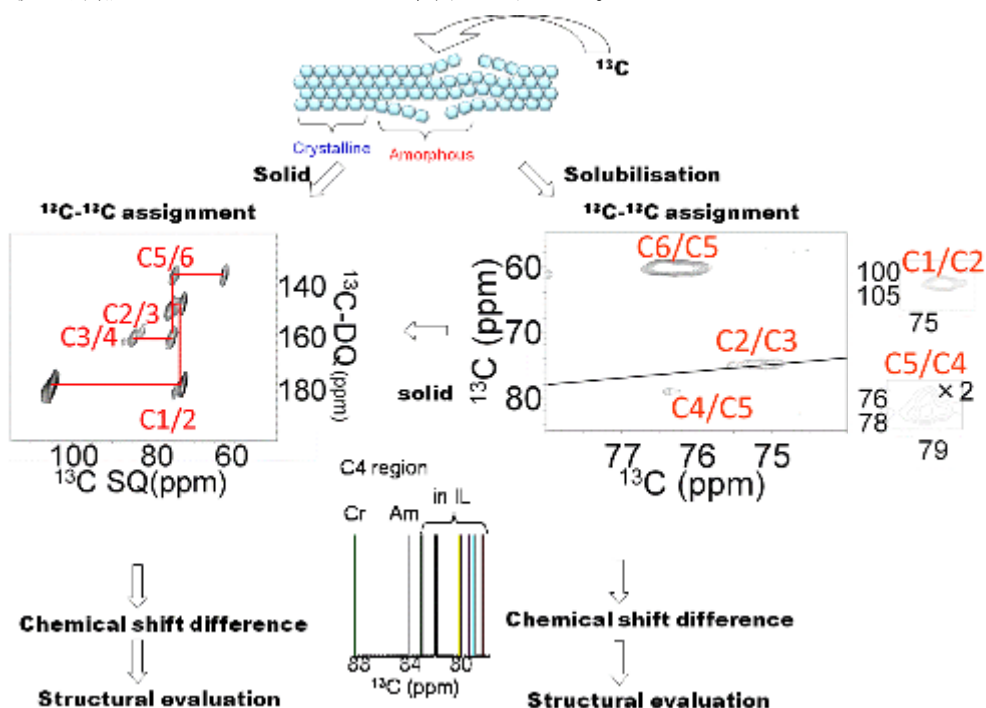 ¹³C
Crystalline
Amorphous
Solid
Solubilisation
¹³C-¹³C assignment
¹³C-¹³C assignment
C5/6
C2/3
C3/4
C1/2
140
160
180
¹³C-DQ (ppm)
100 80 60
¹³C SQ(ppm)
solid
C6/C5
C2/C3
C4/C5
60
70
80
¹³C (ppm)
77 76 75
¹³C (ppm)
C1/C2
100
105
75
C5/C4
×2
76
78
79
C4 region
in IL
Cr
Am
88 84 80
¹³C (ppm)
Chemical shift difference
Structural evaluation
Chemical shift difference
Structural evaluation